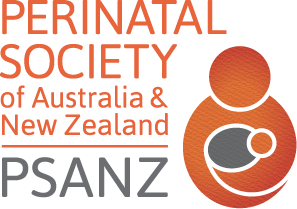 PERINATAL
SOCIETY
of Australia &
New Zealand
PSANZ